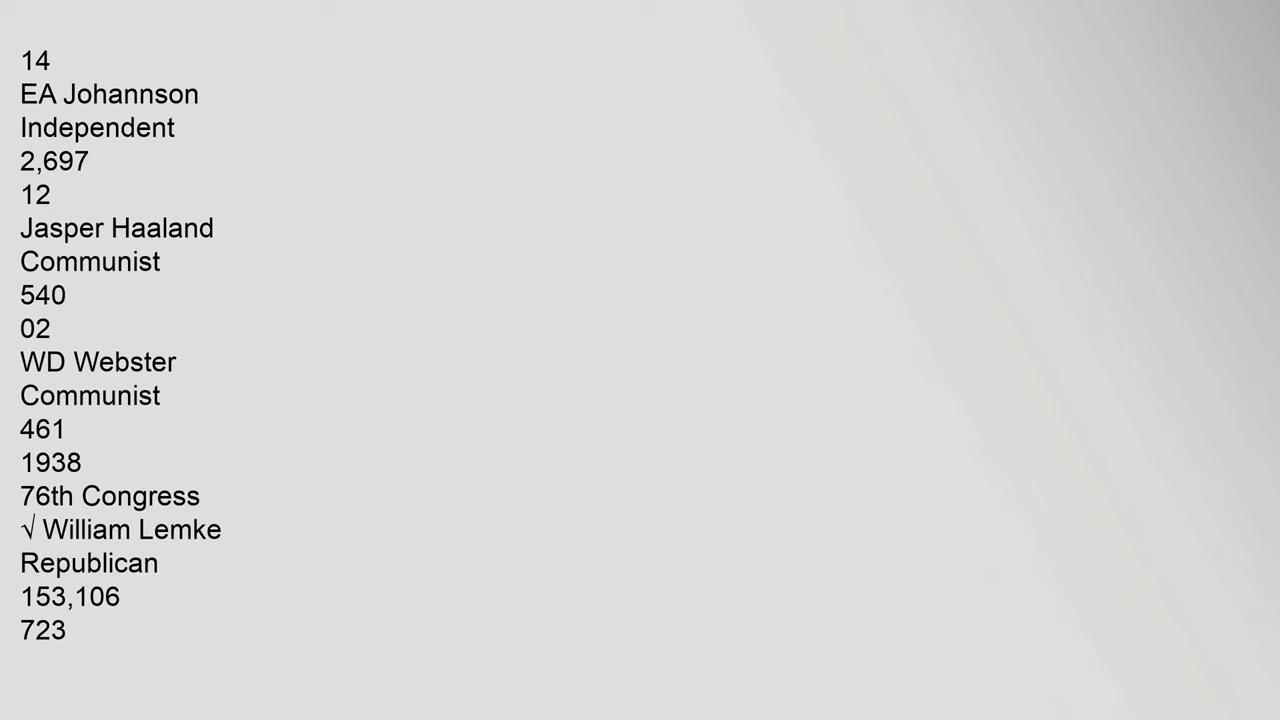 14
EA Johannson
Independent
2,697
12
Jasper Haaland
Communist
540
02
WD Webster
Communist
461
1938
76th Congress
√ William Lemke
Republican
153,106
723